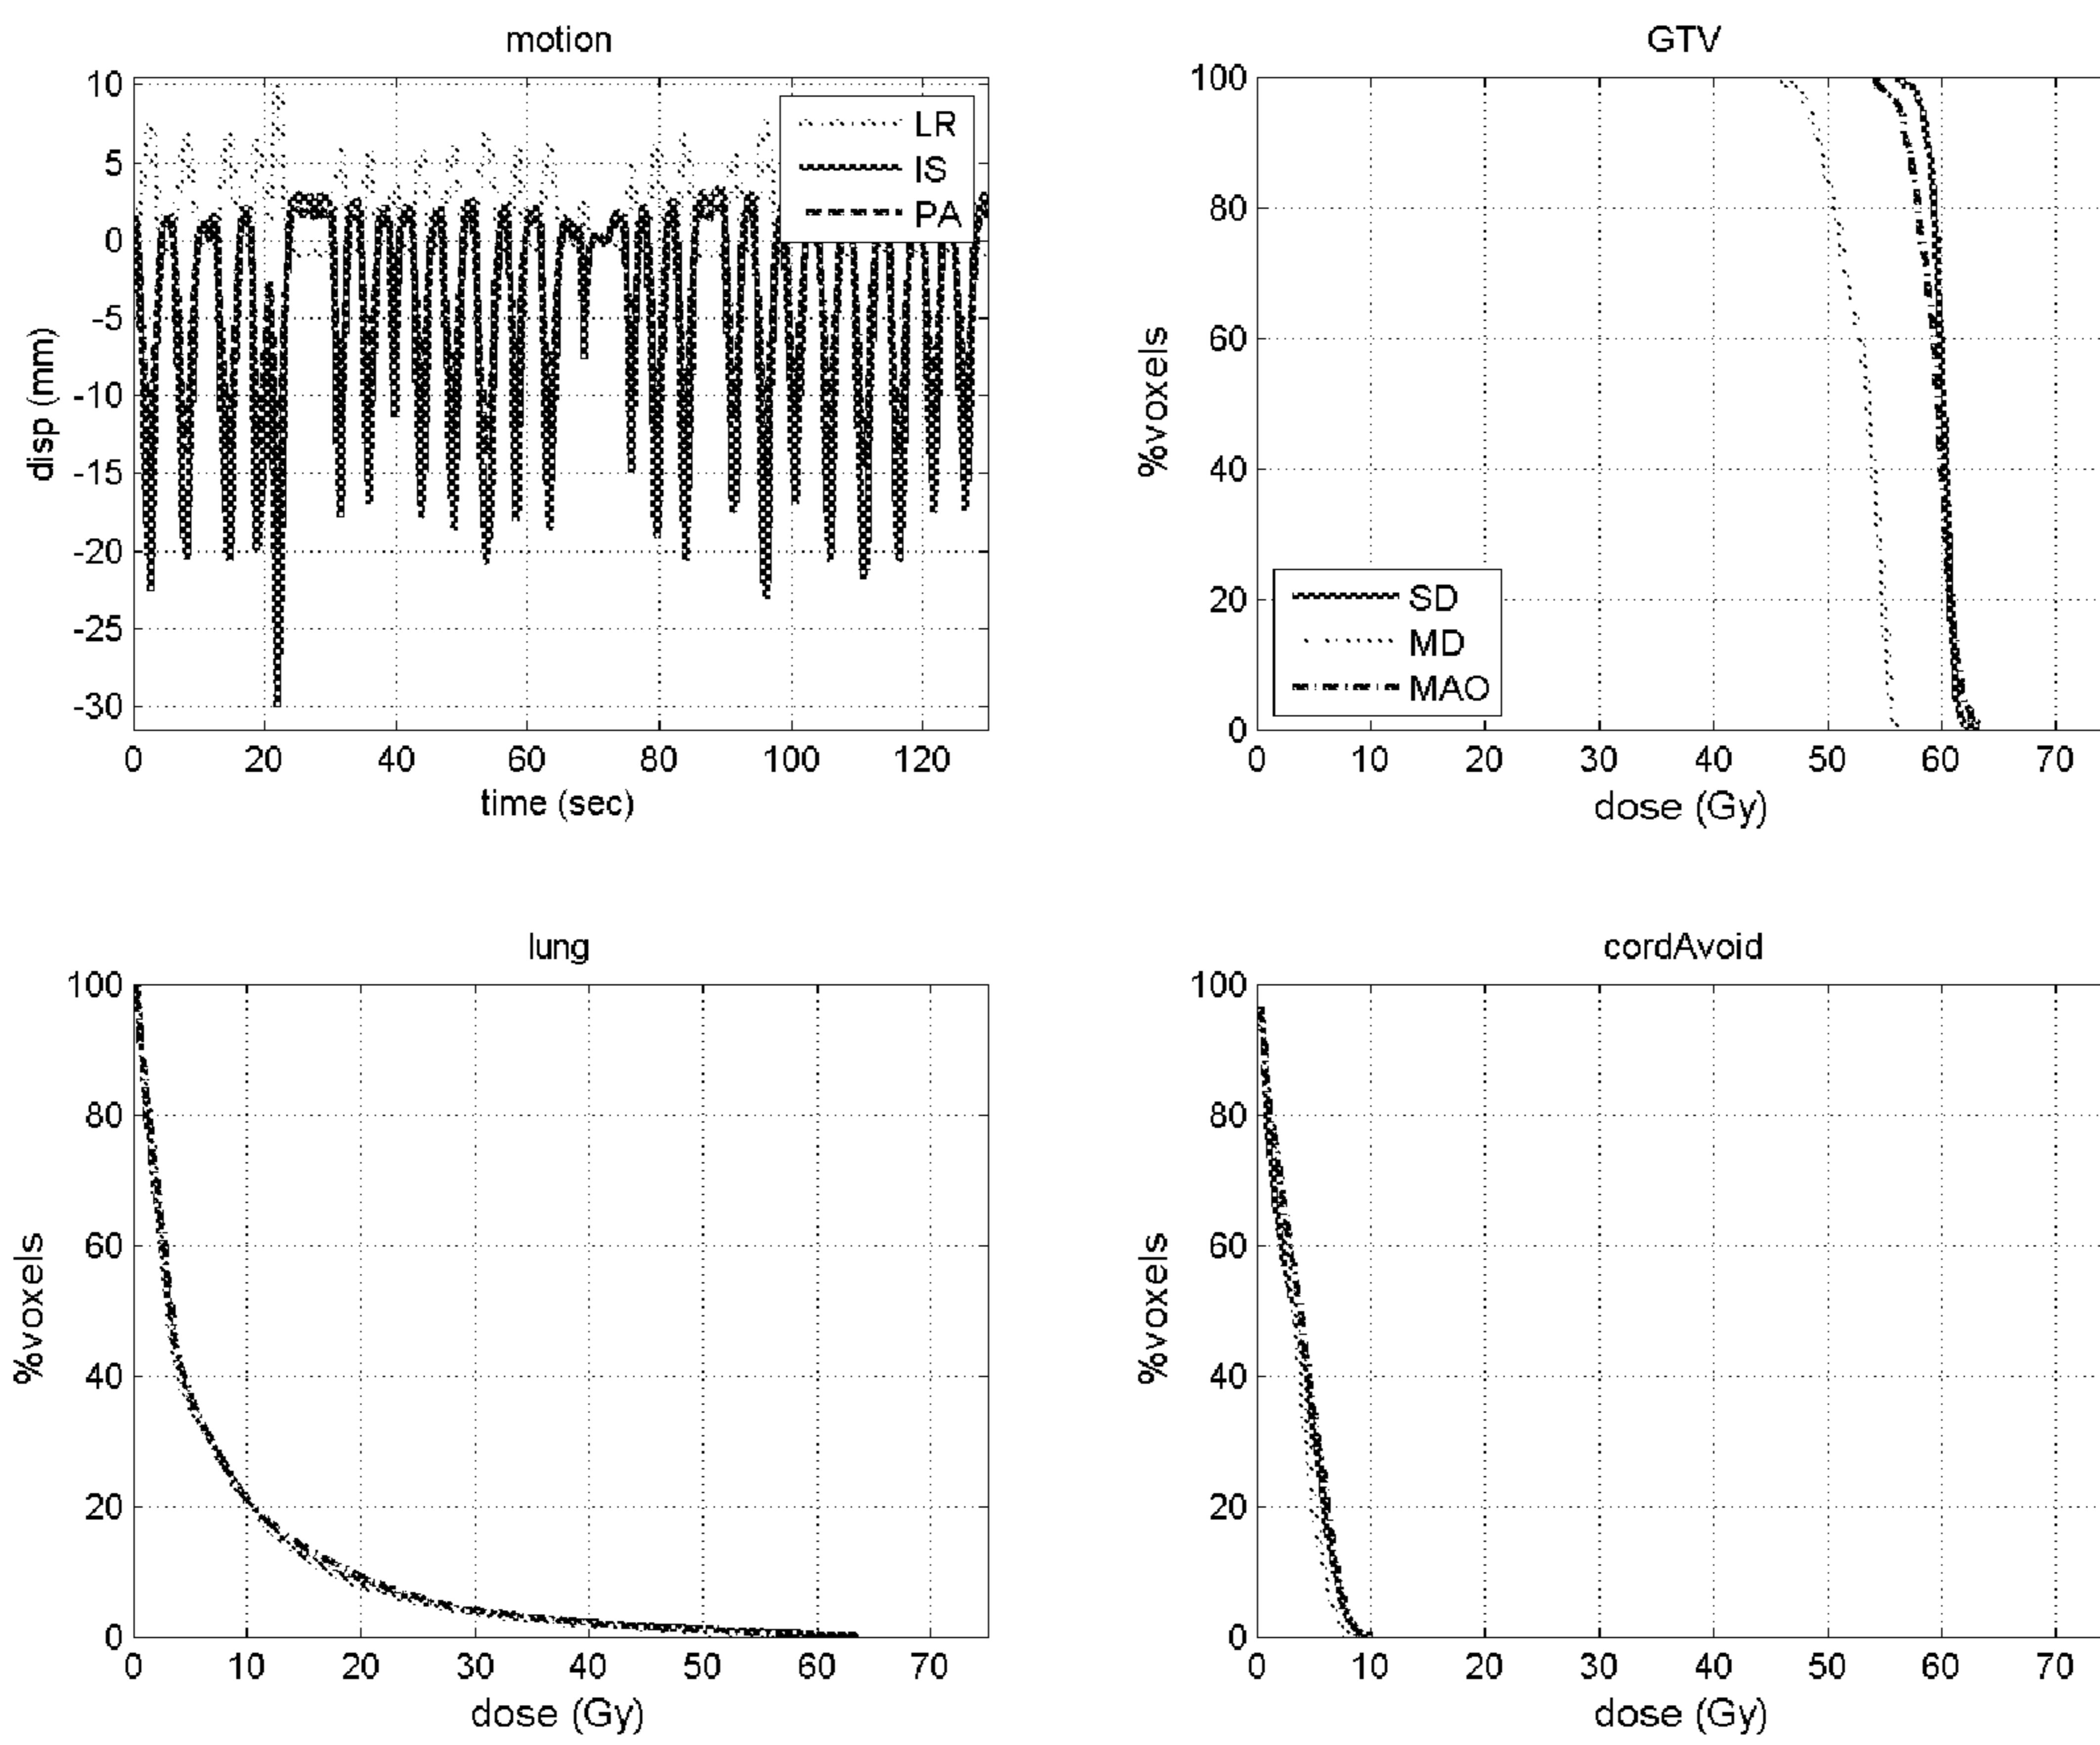 motion
10
5
0
-5
-10
-15
-20
-25
-30
disp (mm)
LR
IS
PA
0 20 40 60 80 100 120
time (sec)
GTV
100
80
60
40
20
0
%voxels
SD
MD
MAO
0 10 20 30 40 50 60 70
dose (Gy)
lung
100
80
60
40
20
0
%voxels
0 10 20 30 40 50 60 70
dose (Gy)
cordAvoid
100
80
60
40
20
0
%voxels
0 10 20 30 40 50 60 70
dose (Gy)